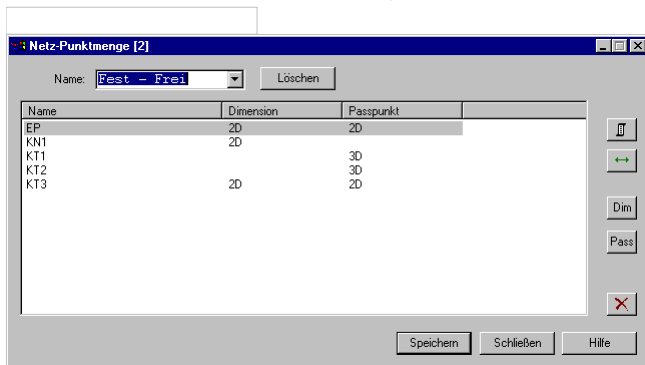 Netz-Punktmenge [2]
Name: Fest - Frei Löschen
Name Dimension Passpunkt
EP 2D 2D
KN1 2D
KT1 3D
KT2 3D
KT3 2D 2D
Dim
Pass
Speichern Schließen Hilfe